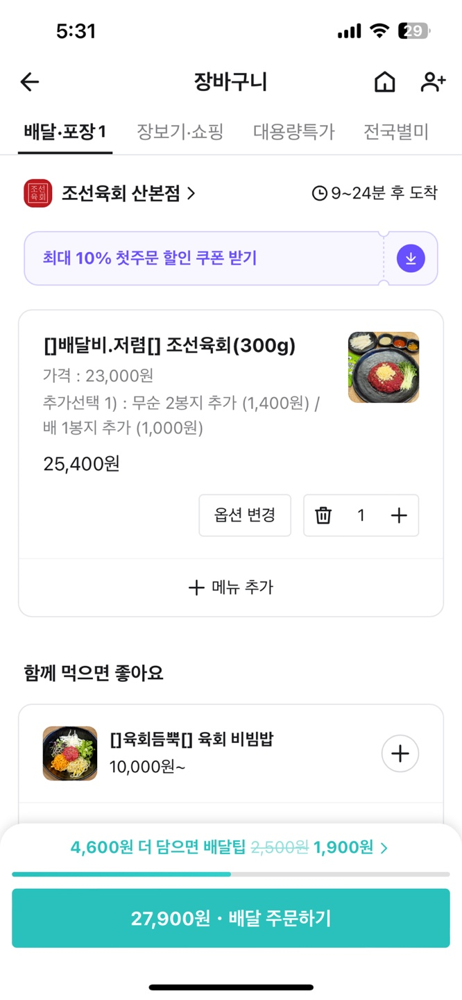 5:31
29
장바구니
배달·포장 1
장보기·쇼핑
대용량특가
전국별미
조선육회
조선육회 산본점
9~24분 후 도착
최대 10% 첫주문 할인 쿠폰 받기
[]배달비.저렴[] 조선육회(300g)
가격 : 23,000원
추가선택 1) : 무순 2봉지 추가 (1,400원) /
배 1봉지 추가 (1,000원)
25,400원
옵션 변경
1
메뉴 추가
함께 먹으면 좋아요
[]육회듬뿍[] 육회 비빔밥
10,000원~
4,600원 더 담으면 배달팁 2,500원 1,900원
27,900원 · 배달 주문하기